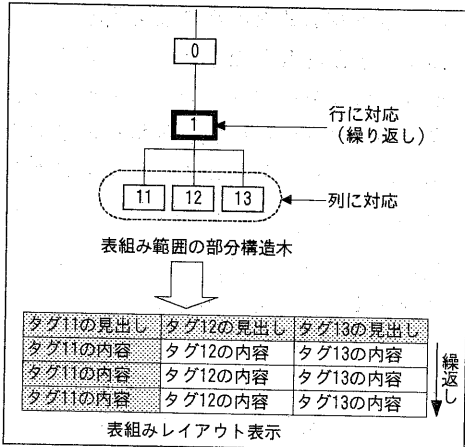 0
1
行に対応
(繰り返し)
11 12 13
列に対応
表組み範囲の部分構造木
タグ11の見出し タグ12の見出し タグ13の見出し
タグ11の内容 タグ12の内容 タグ13の内容
タグ11の内容 タグ12の内容 タグ13の内容
タグ11の内容 タグ12の内容 タグ13の内容
繰返し
表組みレイアウト表示